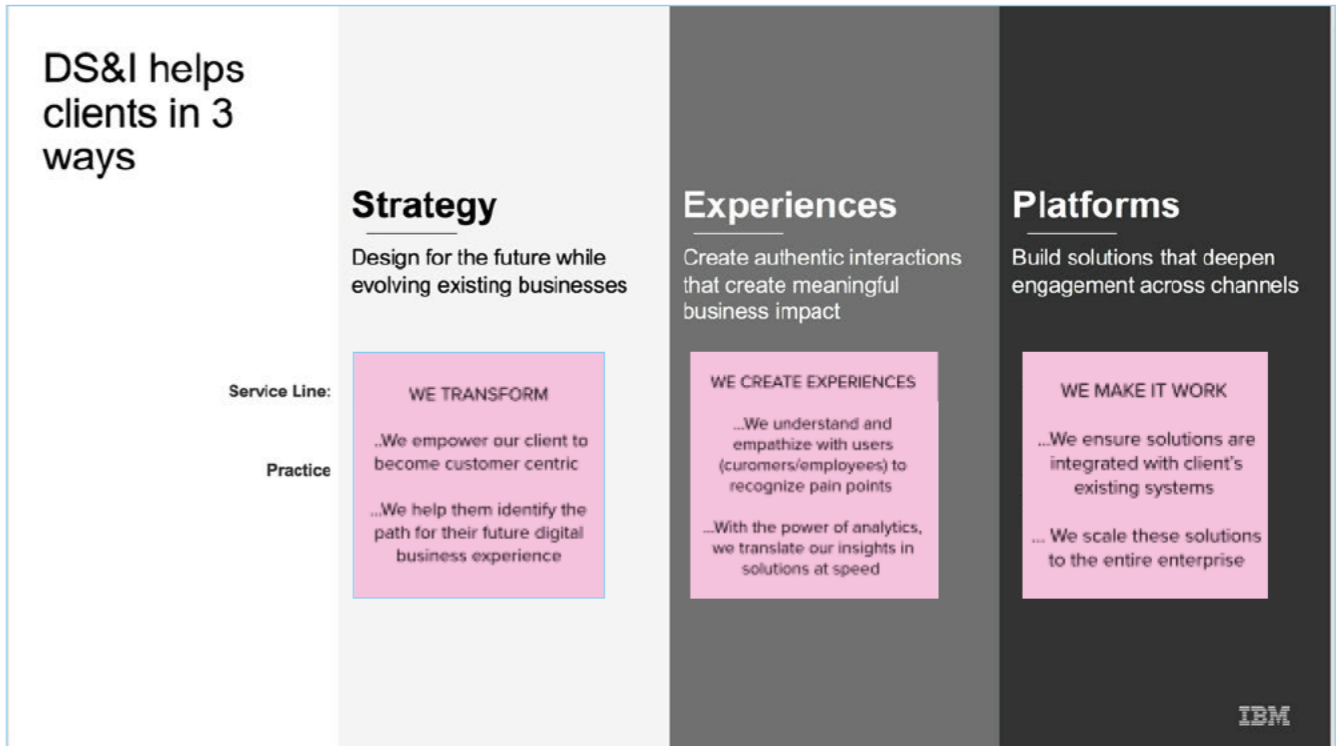 DS&I helps
clients in 3
ways
Strategy
Design for the future while
evolving existing businesses
Experiences
Create authentic interactions
that create meaningful
business impact
Platforms
Build solutions that deepen
engagement across channels
Service Line:
Practice
WE TRANSFORM
..We empower our client to
become customer centric
...We help them identify the
path for their future digital
business experience
WE CREATE EXPERIENCES
...We understand and
empathize with users
(curomers/employees) to
recognize pain points
...With the power of analytics,
we translate our insights in
solutions at speed
WE MAKE IT WORK
...We ensure solutions are
integrated with client's
existing systems
... We scale these solutions
to the entire enterprise
IBM